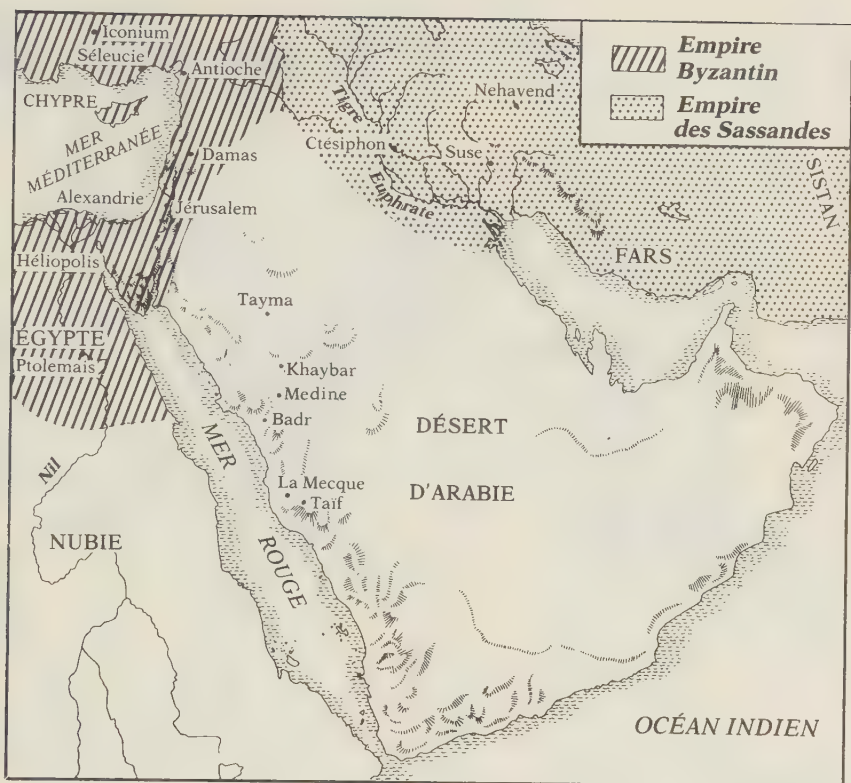 Iconium
Séleucie
Antioche
CHYPRE
MER
MÉDITERRANÉE
Damas
Alexandrie
Jérusalem
Héliopolis
ÉGYPTE
Ptolemais
Nil
NUBIE
Tigre
Nehavend
Ctésiphon
Suse
Euphrate
FARS
SISTAN
Empire
Byzantin
Empire
des Sassandes
Tayma
Khaybar
Medine
Badr
La Mecque
Taïf
MER
ROUGE
DÉSERT
D'ARABIE
OCÉAN INDIEN